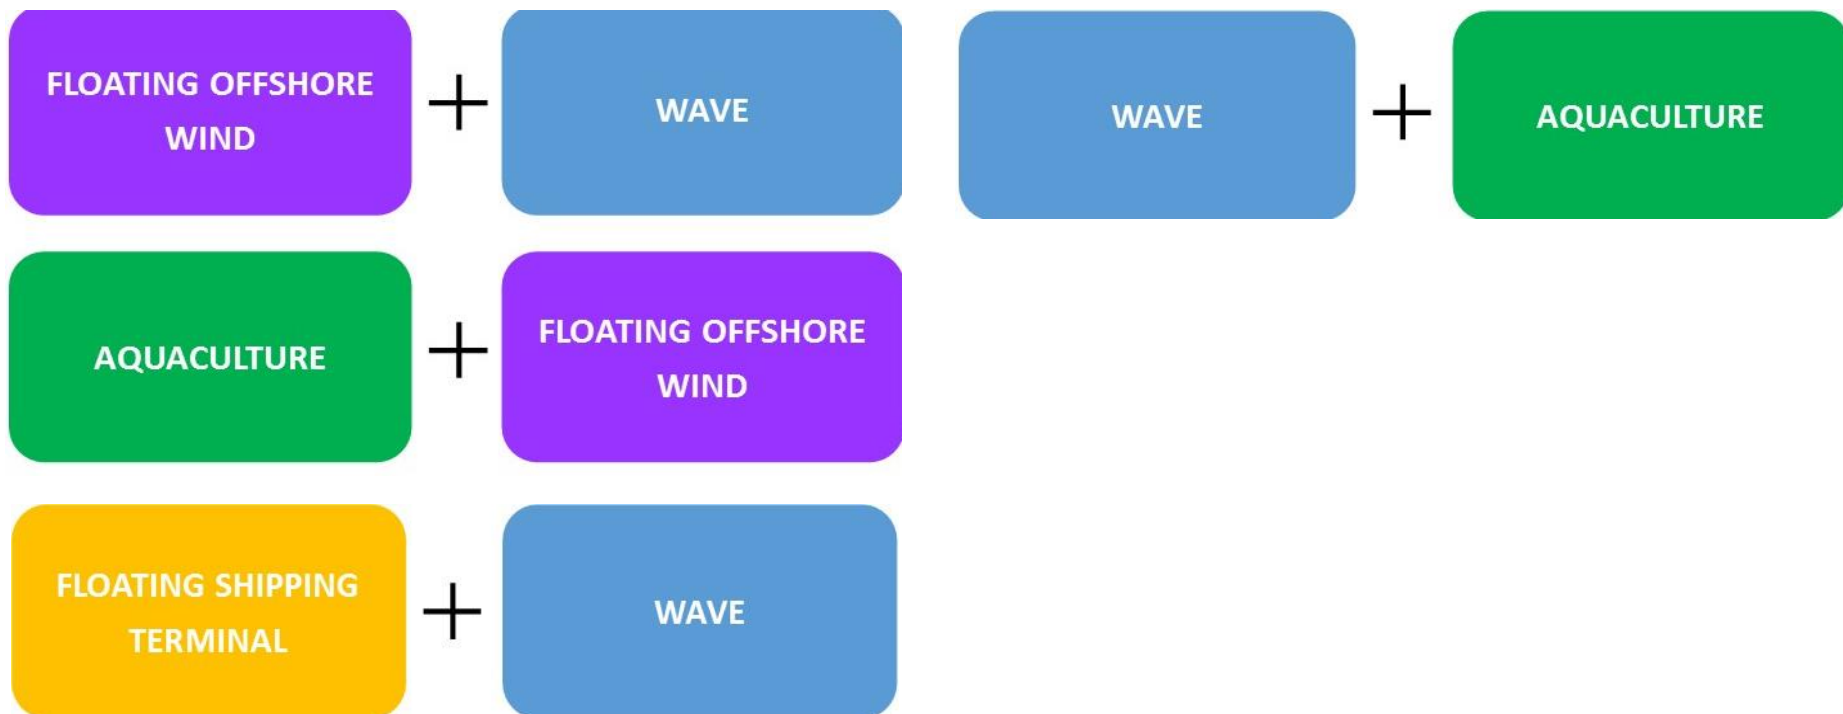 FLOATING OFFSHORE
WIND
+
WAVE
WAVE
+
AQUACULTURE
AQUACULTURE
+
FLOATING OFFSHORE
WIND
FLOATING SHIPPING
TERMINAL
+
WAVE